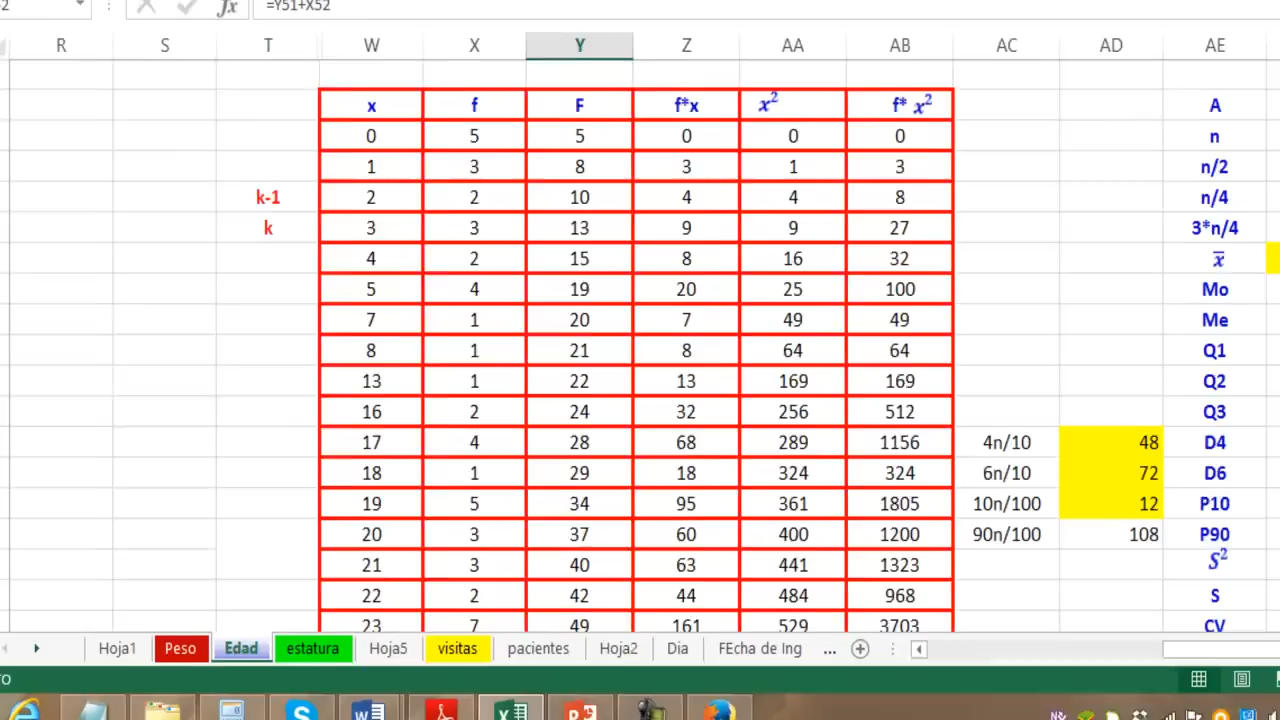 2 fx =Y51+X52
R S T W X Y Z AA AB AC AD AE
x f F f*x x² f* x² A
0 5 5 0 0 0 n
1 3 8 3 1 3 n/2
k-1 2 2 10 4 4 8 n/4
k 3 3 13 9 9 27 3*n/4
4 2 15 8 16 32 x̅
5 4 19 20 25 100 Mo
7 1 20 7 49 49 Me
8 1 21 8 64 64 Q1
13 1 22 13 169 169 Q2
16 2 24 32 256 512 Q3
17 4 28 68 289 1156 4n/10 48 D4
18 1 29 18 324 324 6n/10 72 D6
19 5 34 95 361 1805 10n/100 12 P10
20 3 37 60 400 1200 90n/100 108 P90
21 3 40 63 441 1323 S²
22 2 42 44 484 968 S
23 7 49 161 529 3703 CV
Hoja1 Peso Edad estatura Hoja5 visitas pacientes Hoja2 Dia FEcha de Ing ...
O